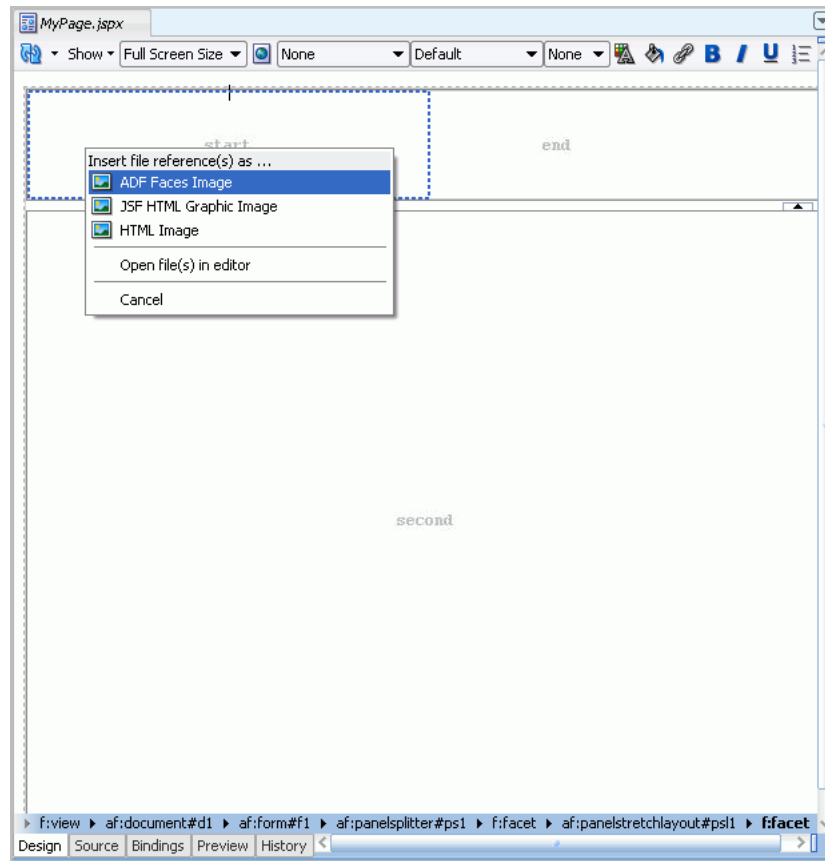 MyPage.jspx
Show Full Screen Size None Default None B I U
start end
Insert file reference(s) as ...
ADF Faces Image
JSF HTML Graphic Image
HTML Image
Open file(s) in editor
Cancel
second
f:view af:document#d1 af:form#f1 af:panelsplitter#ps1 f:facet af:panelstretchlayout#psl1 f:facet
Design Source Bindings Preview History